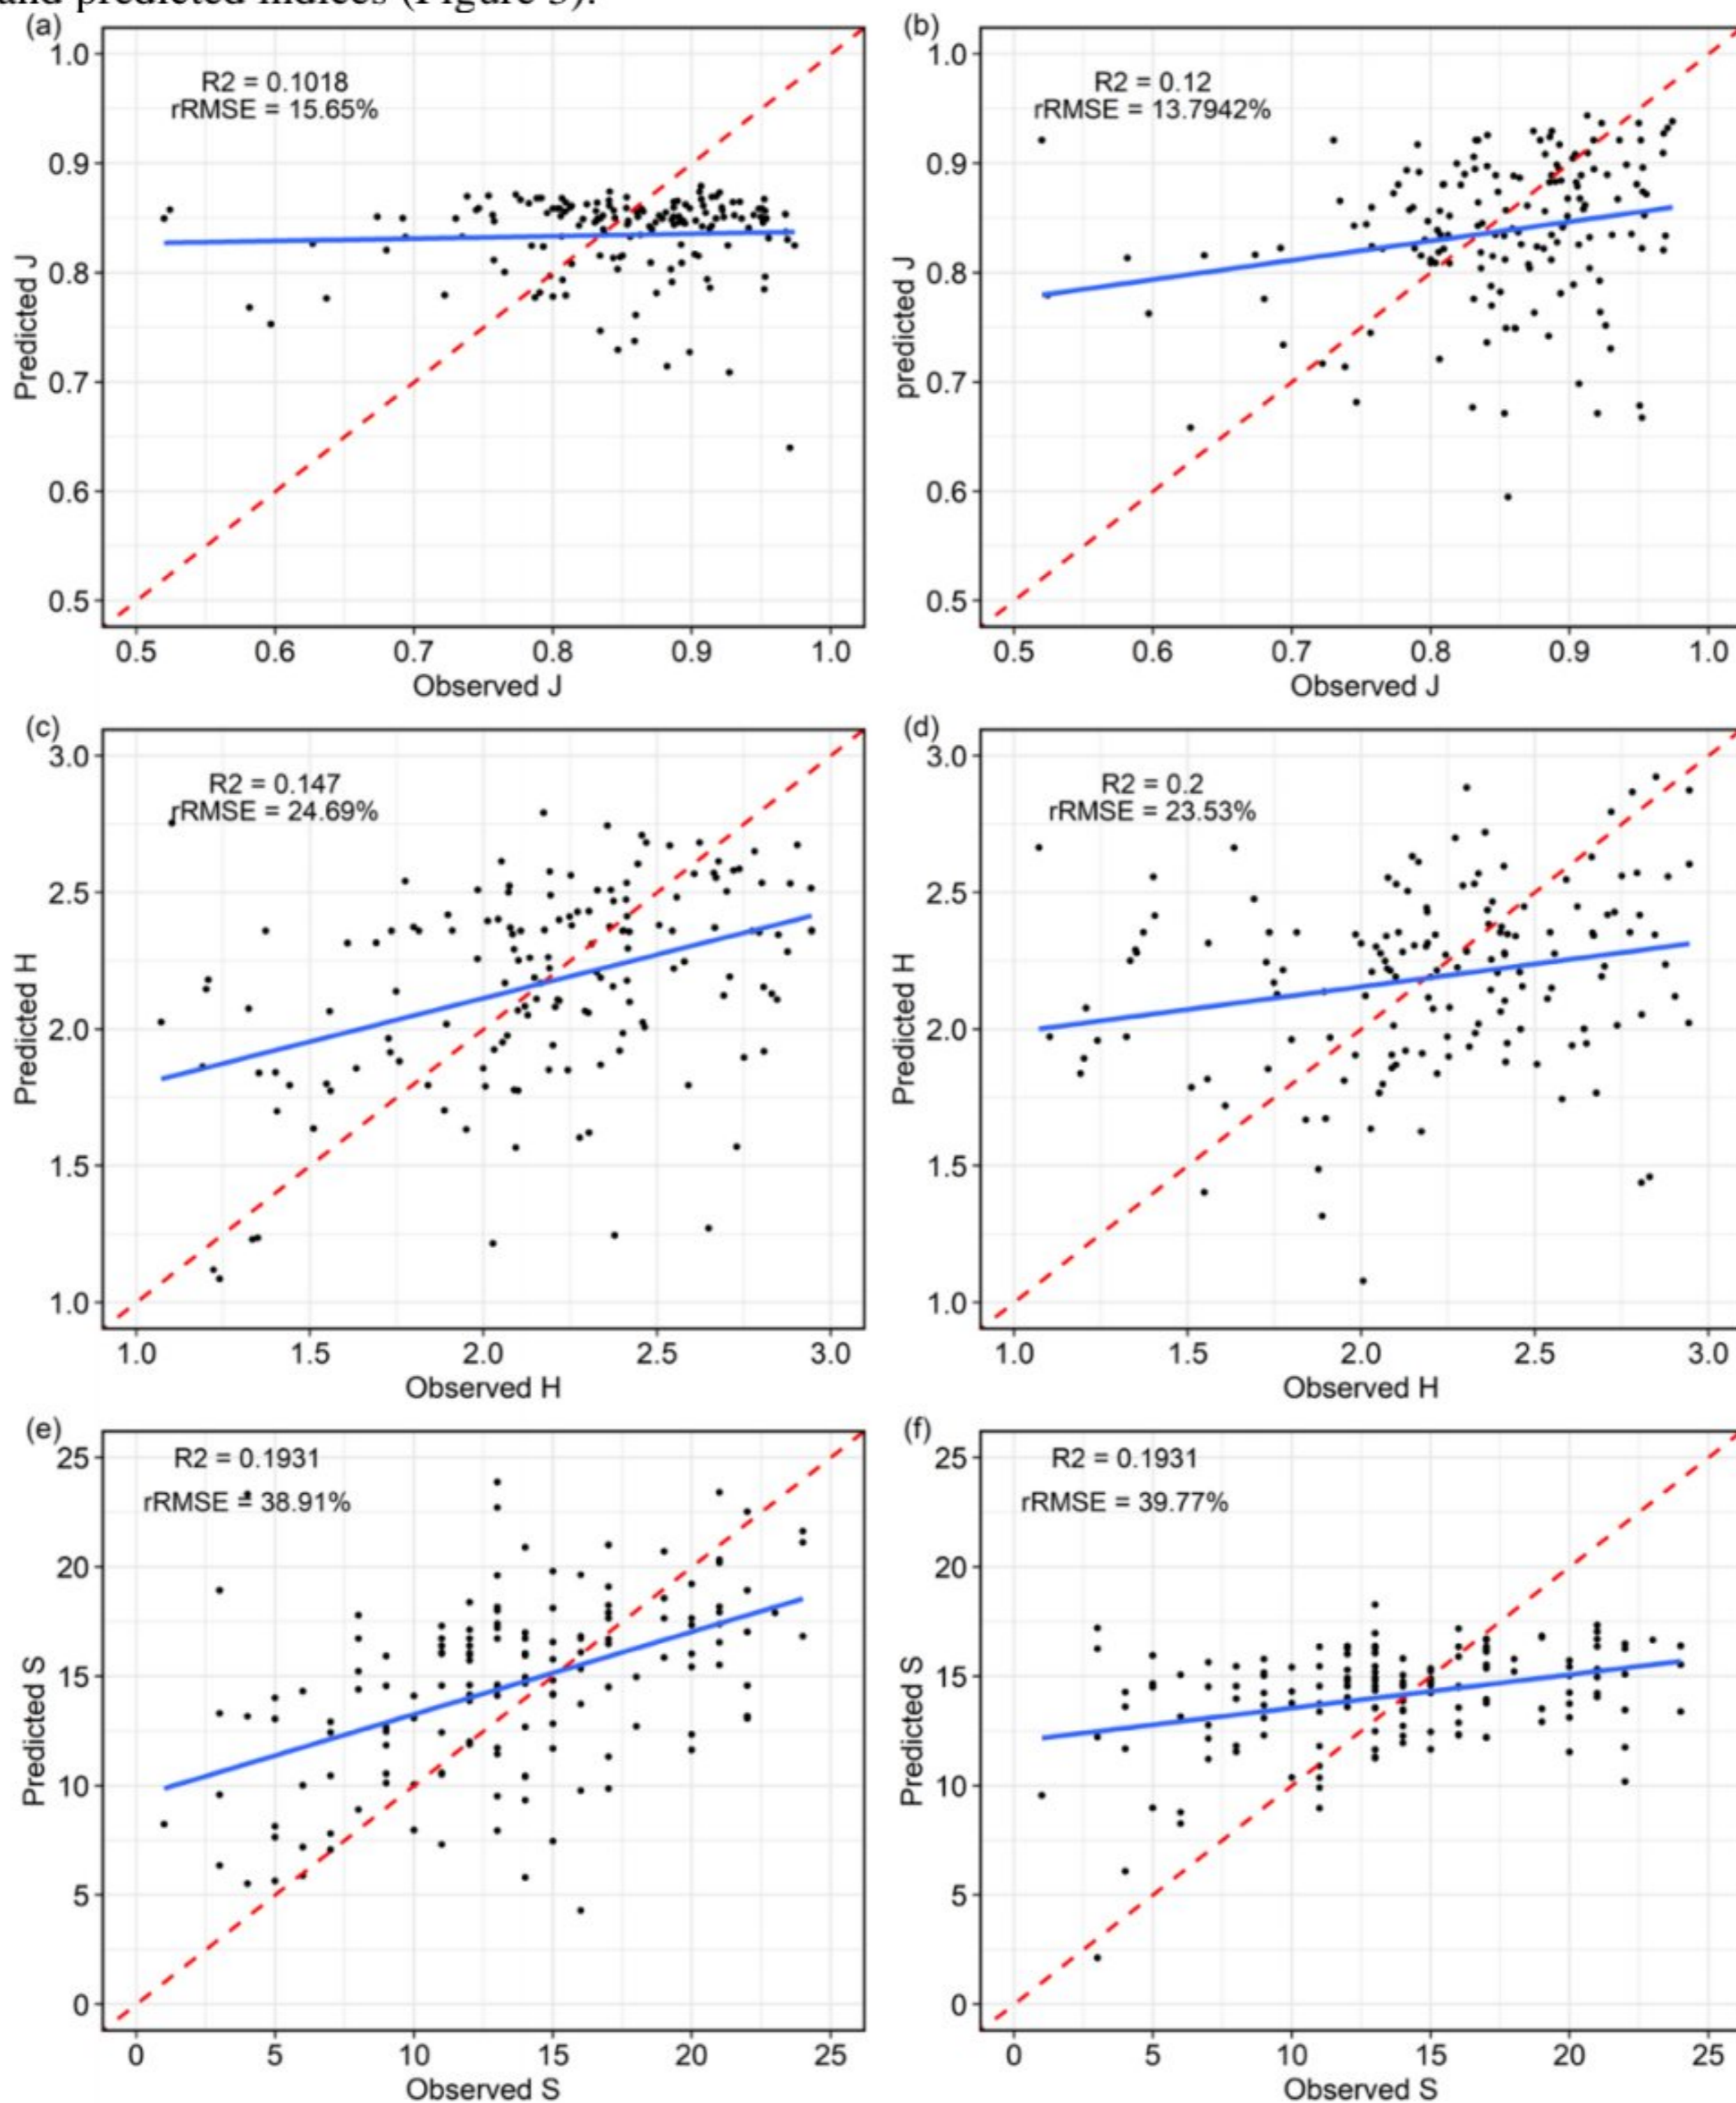 and predicted indices (Figure 3).
(a)
R2 = 0.1018
rRMSE = 15.65%
1.0
0.9
0.8
0.7
0.6
0.5
Predicted J
0.5 0.6 0.7 0.8 0.9 1.0
Observed J
(b)
R2 = 0.12
rRMSE = 13.7942%
1.0
0.9
0.8
0.7
0.6
0.5
predicted J
0.5 0.6 0.7 0.8 0.9 1.0
Observed J
(c)
R2 = 0.147
rRMSE = 24.69%
3.0
2.5
2.0
1.5
1.0
Predicted H
1.0 1.5 2.0 2.5 3.0
Observed H
(d)
R2 = 0.2
rRMSE = 23.53%
3.0
2.5
2.0
1.5
1.0
Predicted H
1.0 1.5 2.0 2.5 3.0
Observed H
(e)
R2 = 0.1931
rRMSE = 38.91%
25
20
15
10
5
0
Predicted S
0 5 10 15 20 25
Observed S
(f)
R2 = 0.1931
rRMSE = 39.77%
25
20
15
10
5
0
Predicted S
0 5 10 15 20 25
Observed S